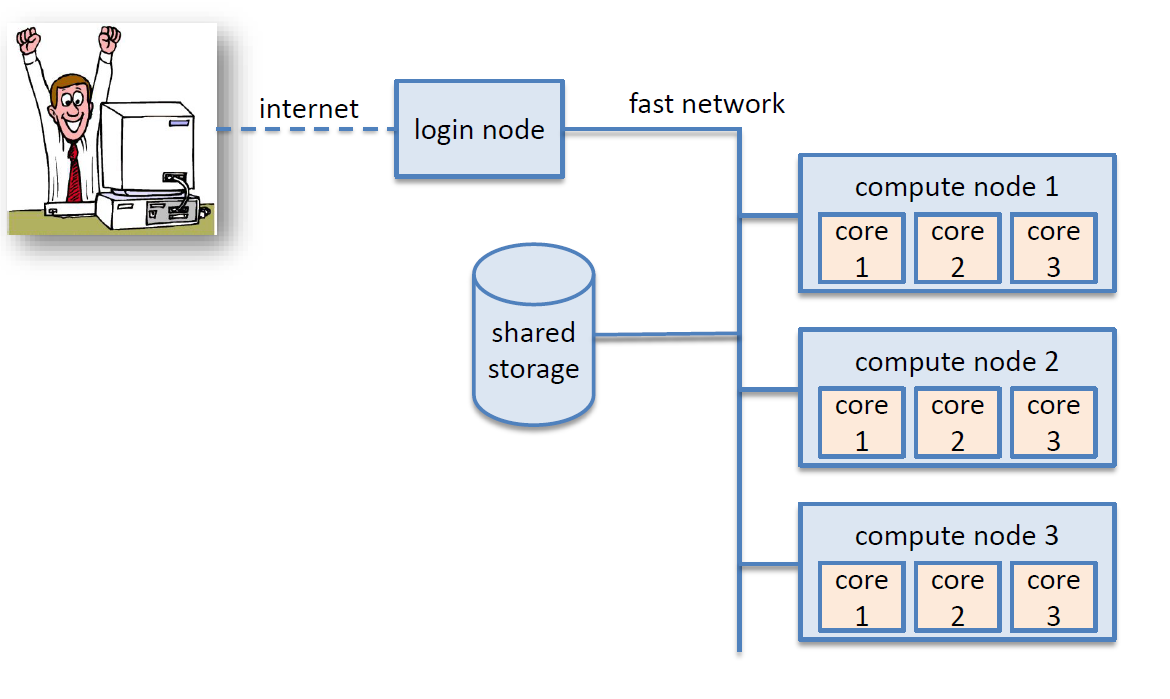 internet
login node
fast network
compute node 1
core 1
core 2
core 3
shared
storage
compute node 2
core 1
core 2
core 3
compute node 3
core 1
core 2
core 3